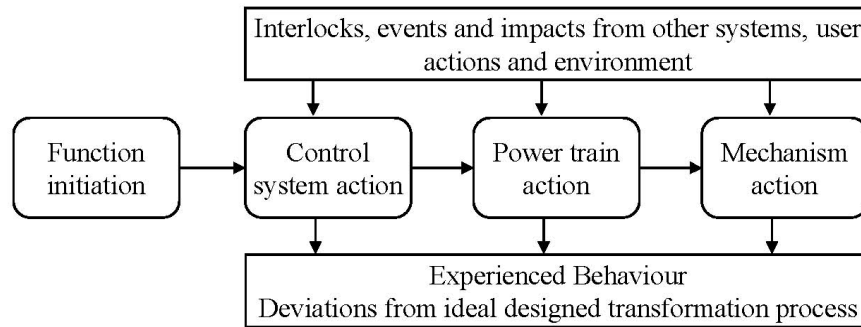 Interlocks, events and impacts from other systems, user
actions and environment
Function
initiation
Control
system action
Power train
action
Mechanism
action
Experienced Behaviour
Deviations from ideal designed transformation process